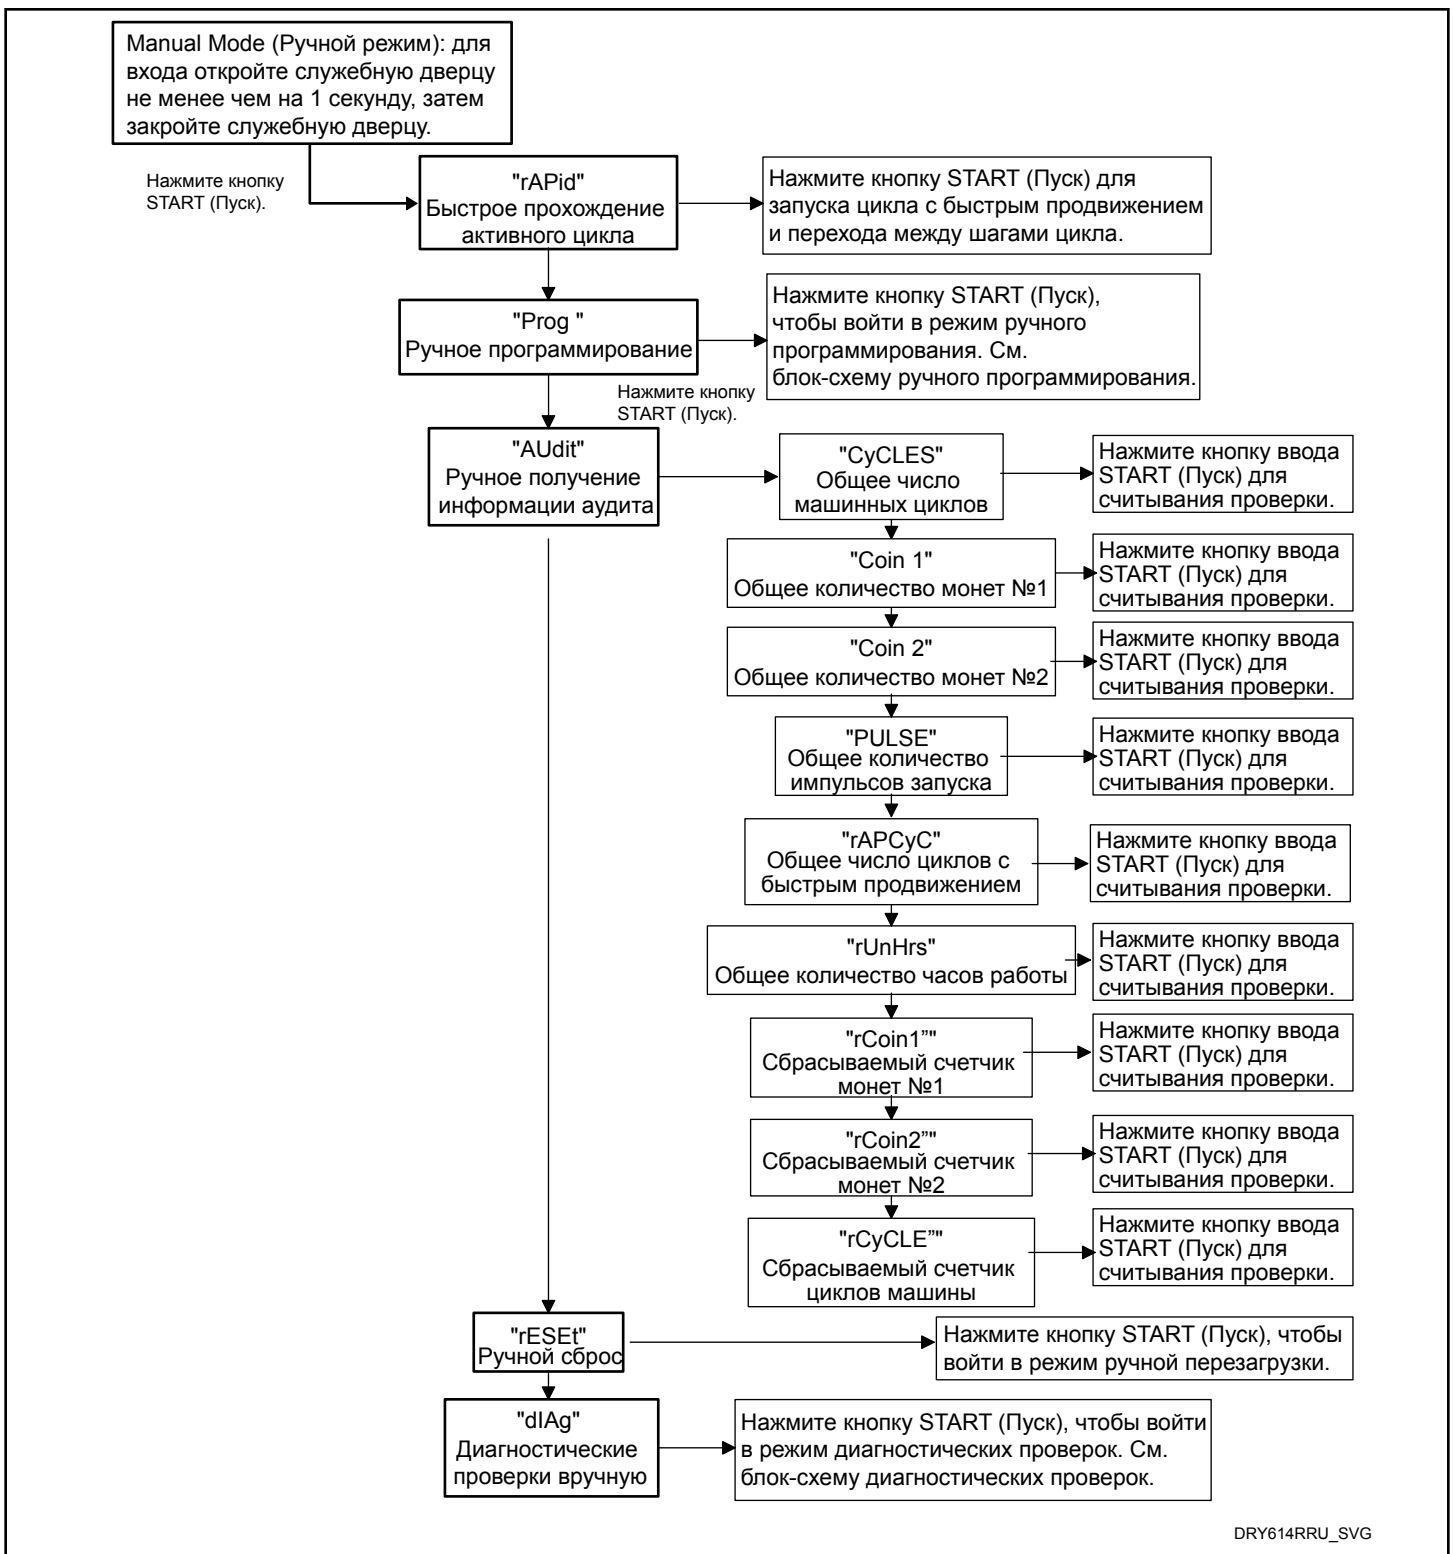 Manual Mode (Ручной режим): для
входа откройте служебную дверцу
не менее чем на 1 секунду, затем
закройте служебную дверцу.
Нажмите кнопку
START (Пуск).
"rAPid"
Быстрое прохождение
активного цикла
Нажмите кнопку START (Пуск) для
запуска цикла с быстрым продвижением
и перехода между шагами цикла.
"Prog "
Ручное программирование
Нажмите кнопку START (Пуск),
чтобы войти в режим ручного
программирования. См.
блок-схему ручного программирования.
Нажмите кнопку
START (Пуск).
"AUdit"
Ручное получение
информации аудита
"CyCLES"
Общее число
машинных циклов
Нажмите кнопку ввода
START (Пуск) для
считывания проверки.
"Coin 1"
Общее количество монет №1
Нажмите кнопку ввода
START (Пуск) для
считывания проверки.
"Coin 2"
Общее количество монет №2
Нажмите кнопку ввода
START (Пуск) для
считывания проверки.
"PULSE"
Общее количество
импульсов запуска
Нажмите кнопку ввода
START (Пуск) для
считывания проверки.
"rAPCyC"
Общее число циклов с
быстрым продвижением
Нажмите кнопку ввода
START (Пуск) для
считывания проверки.
"rUnHrs"
Общее количество часов работы
Нажмите кнопку ввода
START (Пуск) для
считывания проверки.
"rCoin1”"
Сбрасываемый счетчик
монет №1
Нажмите кнопку ввода
START (Пуск) для
считывания проверки.
"rCoin2”"
Сбрасываемый счетчик
монет №2
Нажмите кнопку ввода
START (Пуск) для
считывания проверки.
"rCyCLE”"
Сбрасываемый счетчик
циклов машины
Нажмите кнопку ввода
START (Пуск) для
считывания проверки.
"rESEt"
Ручной сброс
Нажмите кнопку START (Пуск), чтобы
войти в режим ручной перезагрузки.
"dIAg"
Диагностические
проверки вручную
Нажмите кнопку START (Пуск), чтобы войти
в режим диагностических проверок. См.
блок-схему диагностических проверок.
DRY614RRU_SVG